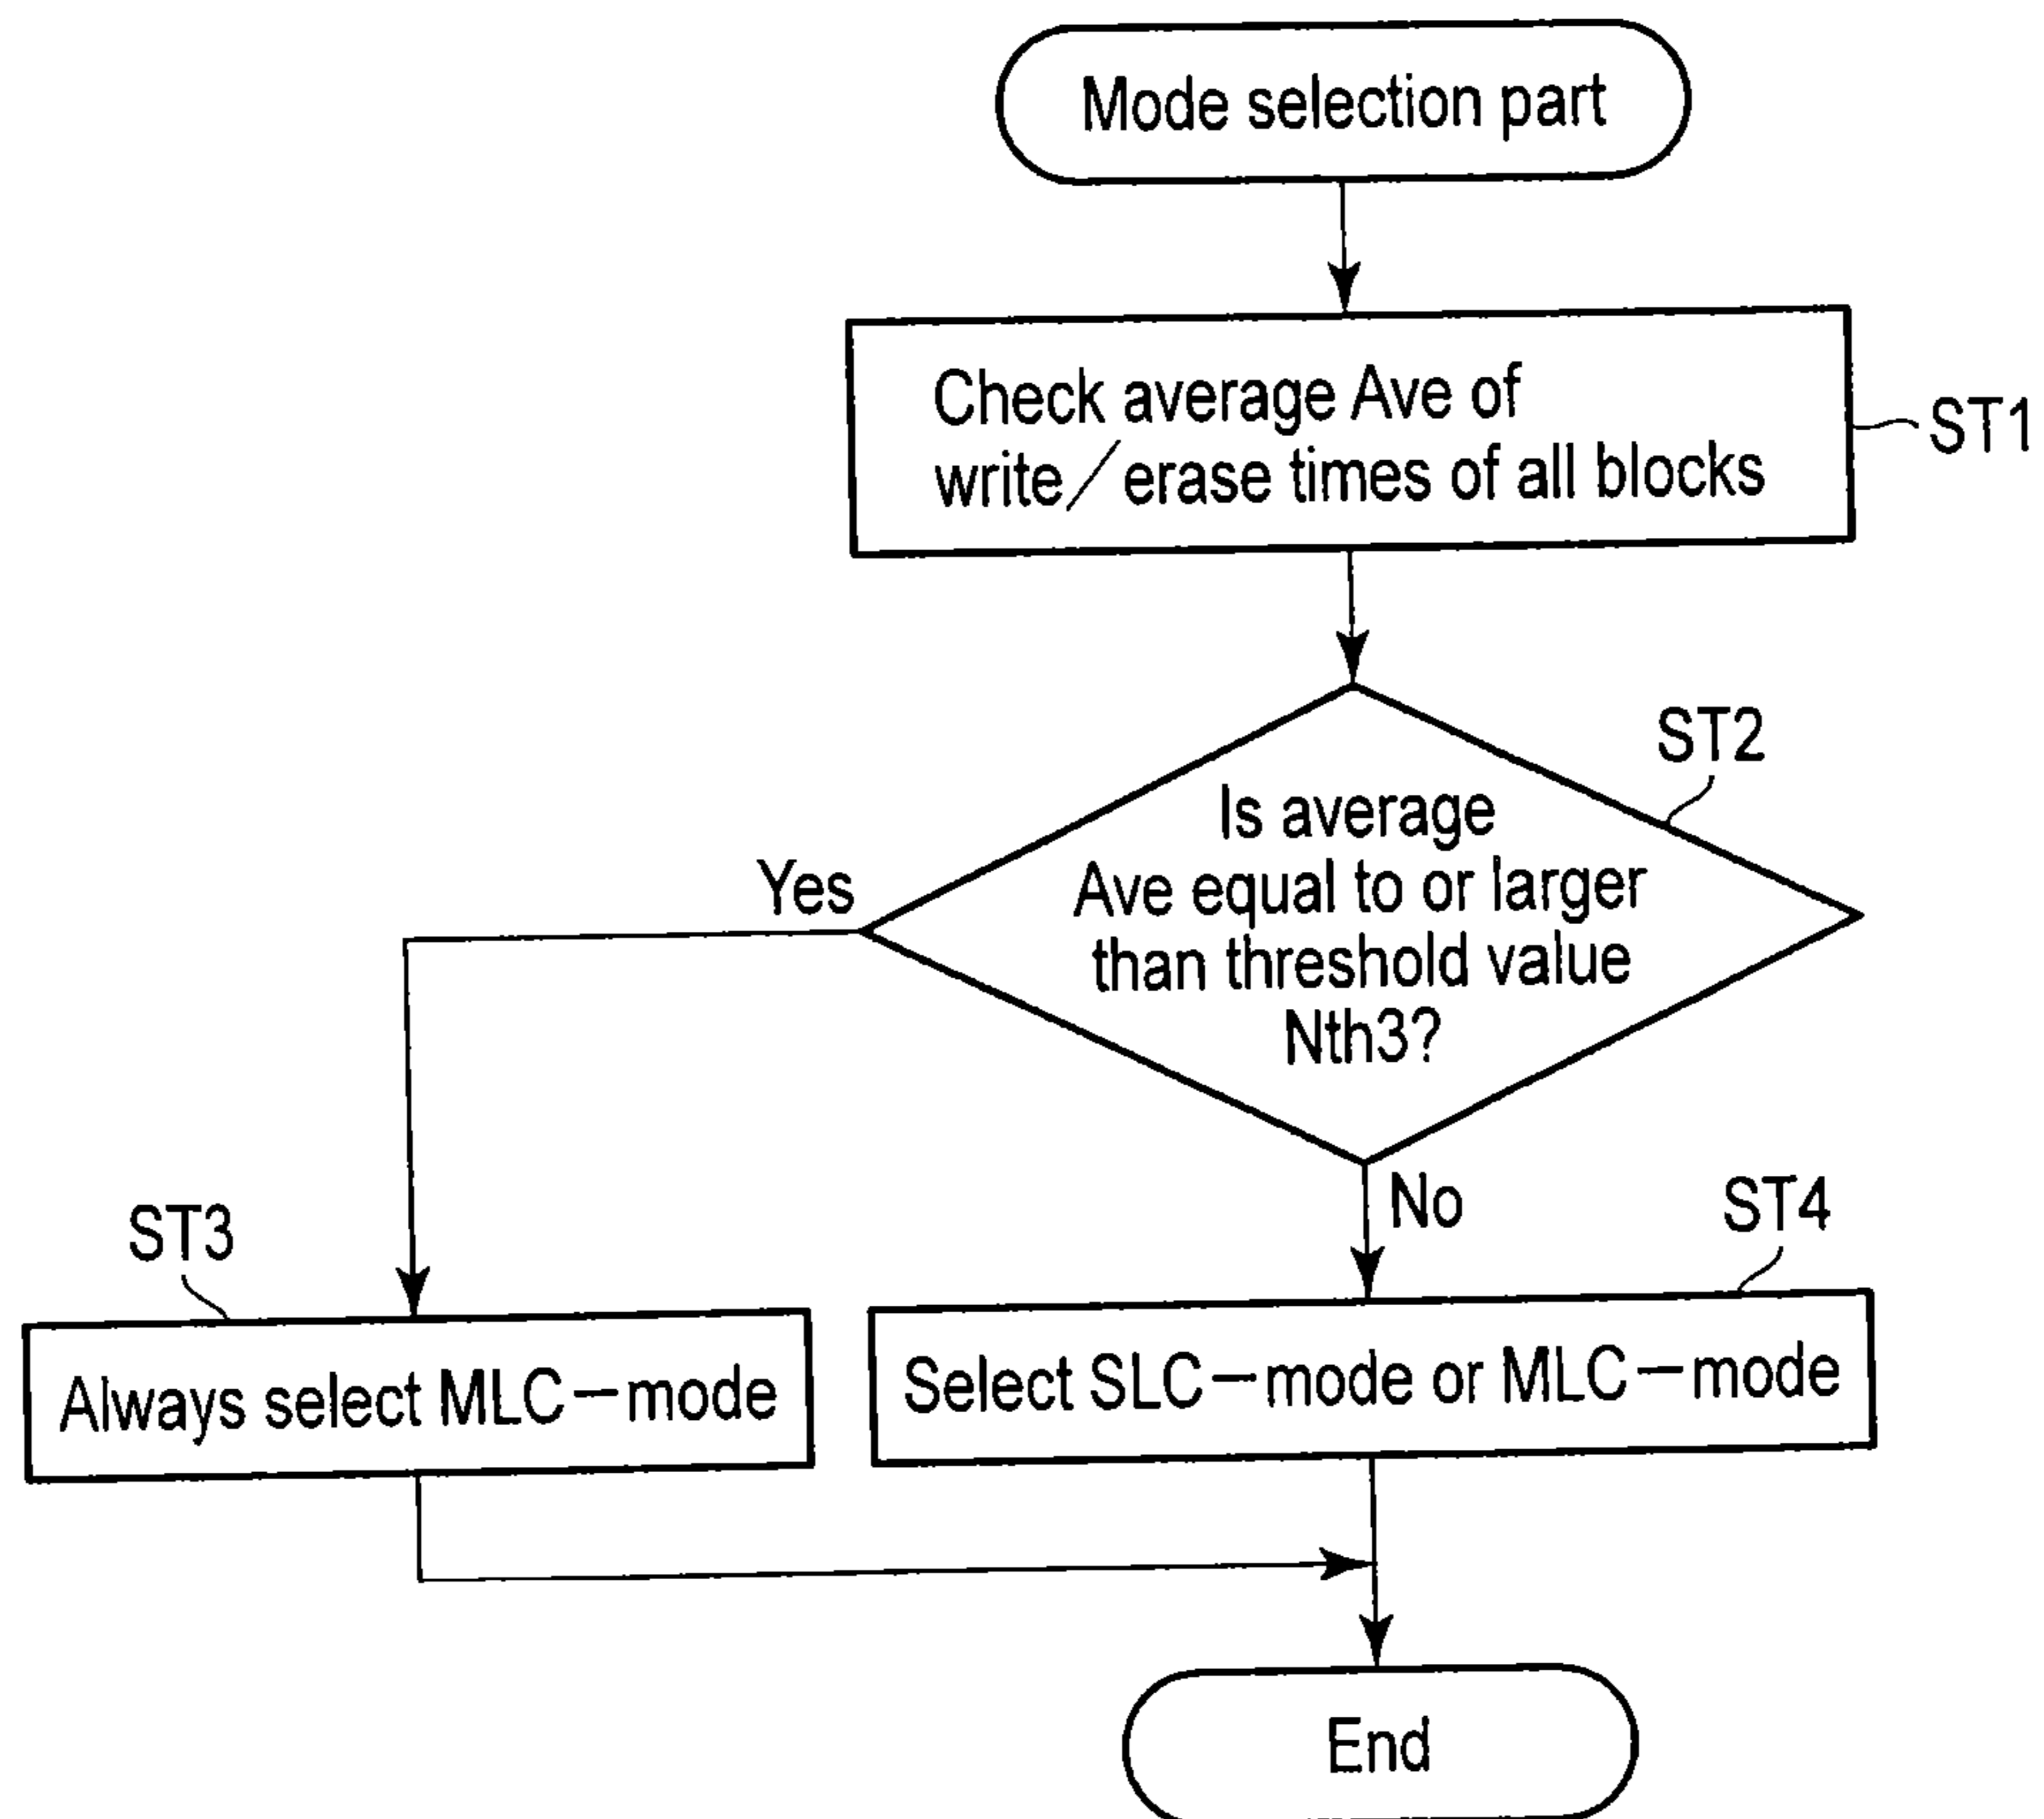 Mode selection part
Check average Ave of
write/erase times of all blocks
ST1
ST2
Is average
Ave equal to or larger
than threshold value
Nth3?
Yes
No
ST3
ST4
Always select MLC-mode
Select SLC-mode or MLC-mode
End